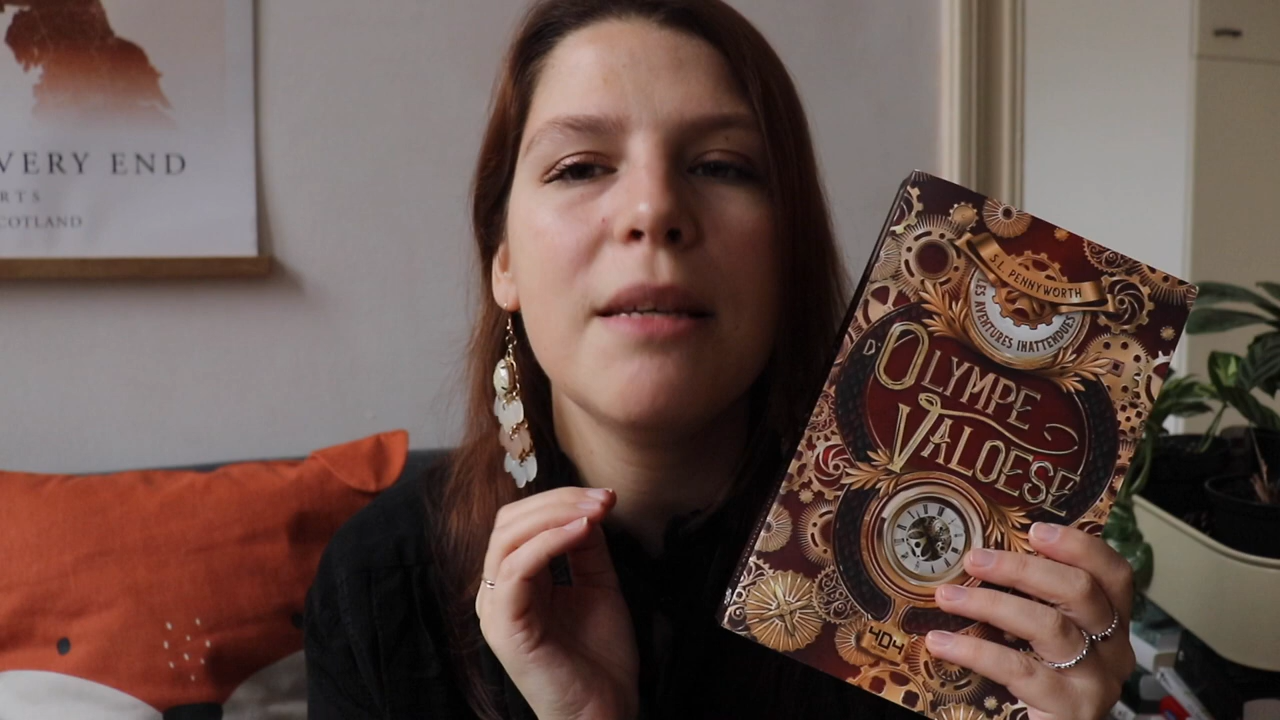 VERY END
RTS
COTLAND
S.L. PENNYWORTH
LES AVENTURES INATTENDUES
D'OLYMPE
VALOESE
404